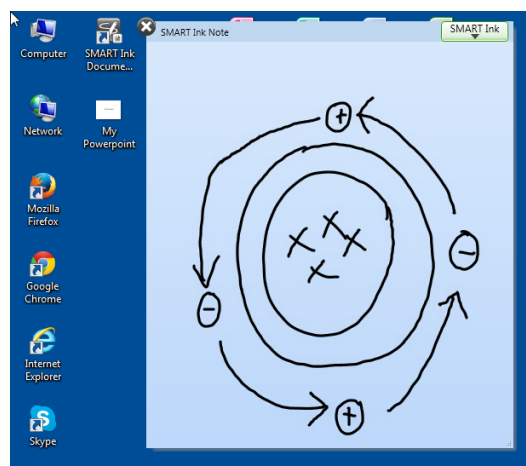 SMART Ink Note
SMART Ink
Computer
SMART Ink
Docume...
Network
My
Powerpoint
Mozilla
Firefox
Google
Chrome
Internet
Explorer
Skype
+
x
x
x
x
−
−
+